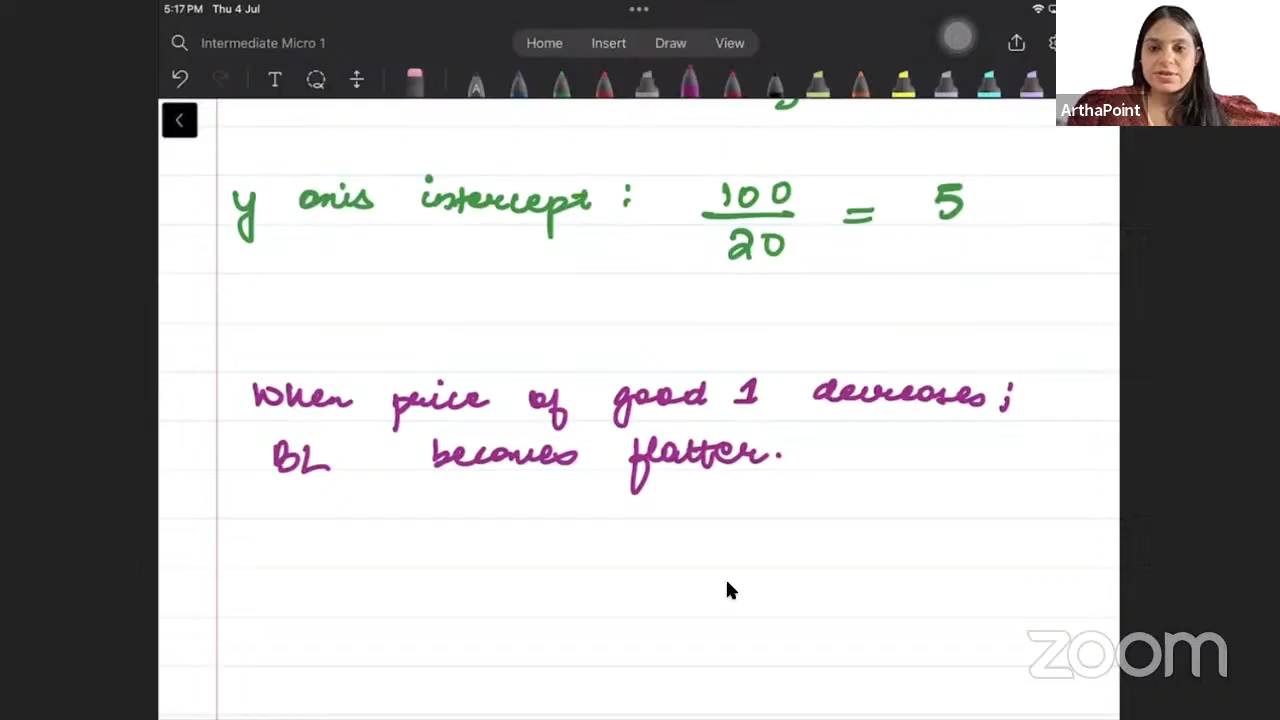 5:17 PM Thu 4 Jul
Intermediate Micro 1
Home Insert Draw View
T
A
ArthaPoint
y axis intercept : 100/20 = 5
When price of good 1 decreases;
BL becomes flatter.
zoom